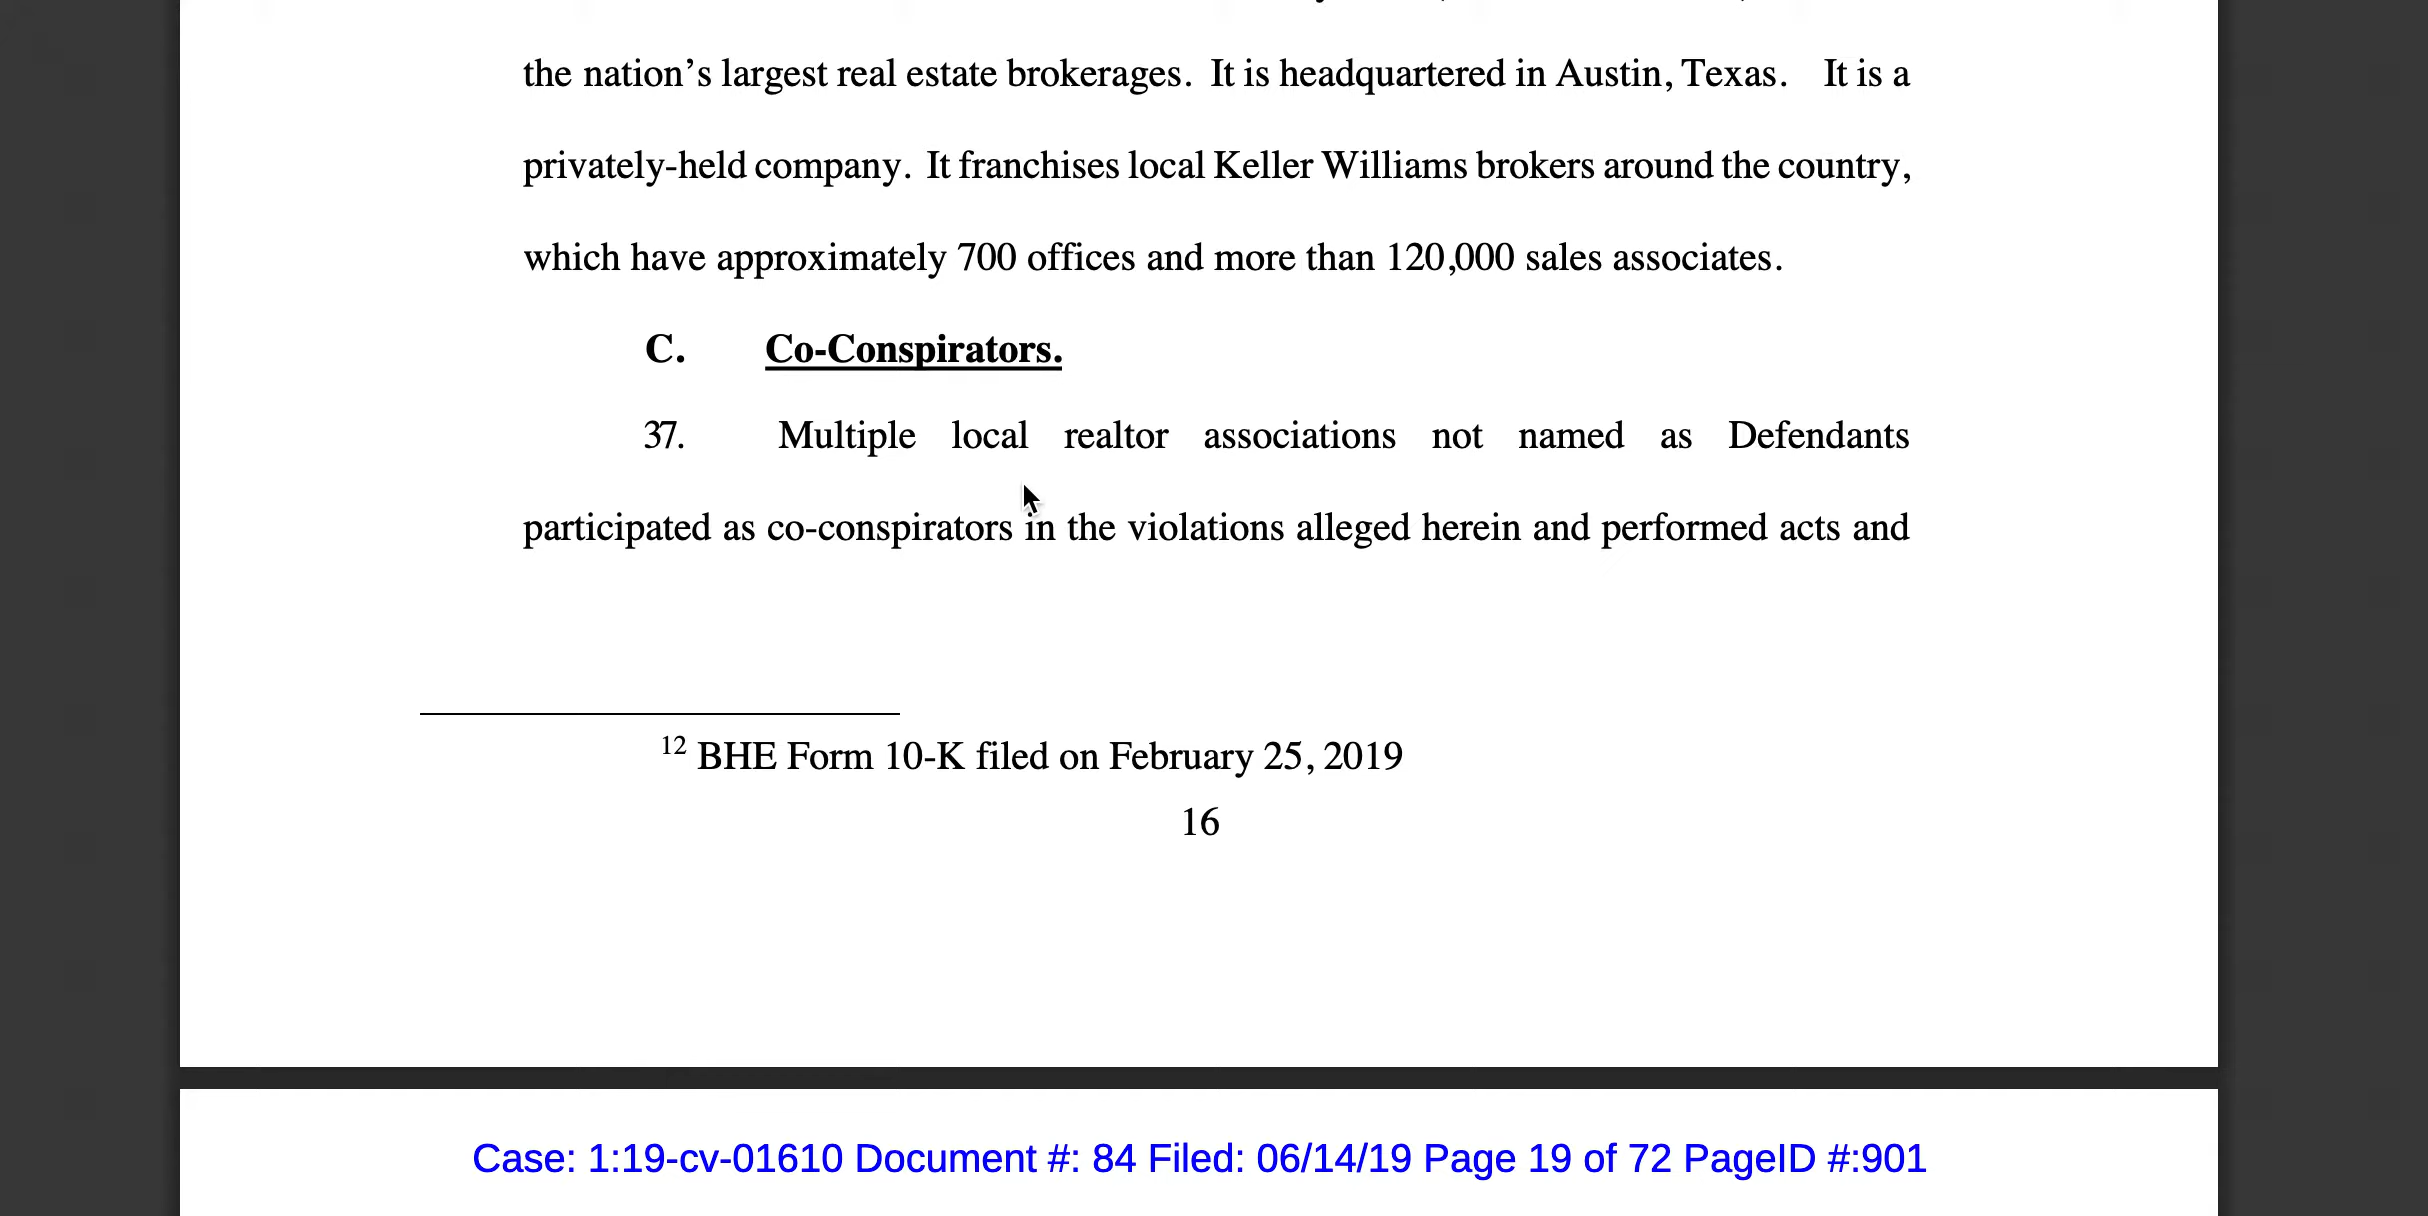 the nation’s largest real estate brokerages. It is headquartered in Austin, Texas. It is a
privately-held company. It franchises local Keller Williams brokers around the country,
which have approximately 700 offices and more than 120,000 sales associates.
C. Co-Conspirators.
37. Multiple local realtor associations not named as Defendants
participated as co-conspirators in the violations alleged herein and performed acts and
12 BHE Form 10-K filed on February 25, 2019
16
Case: 1:19-cv-01610 Document #: 84 Filed: 06/14/19 Page 19 of 72 PageID #:901